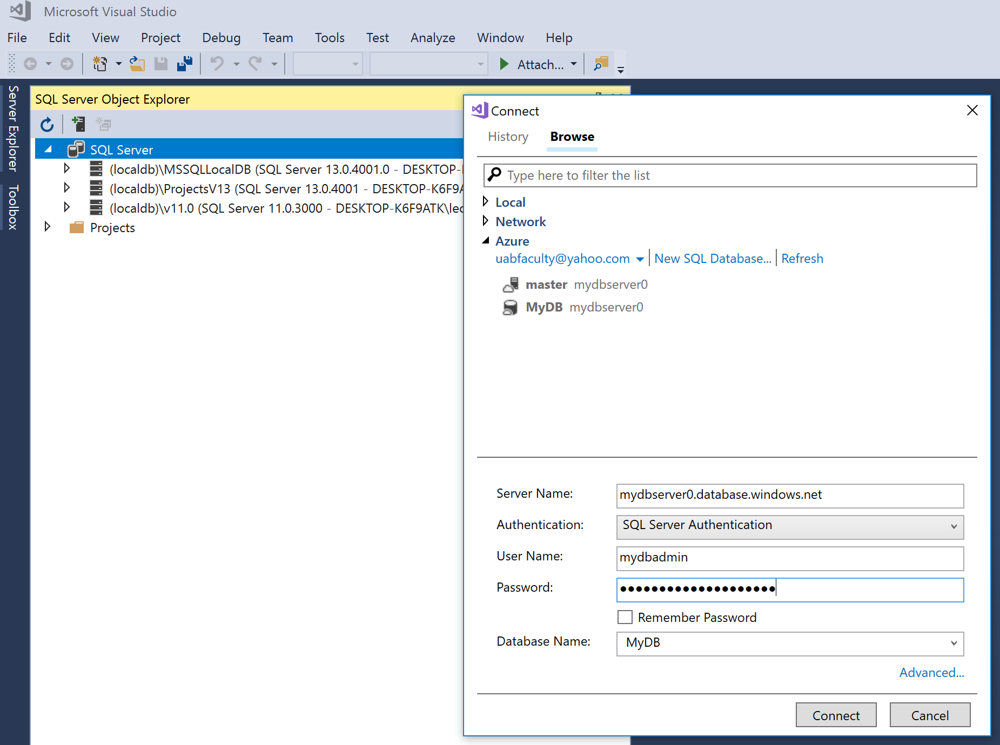 Microsoft Visual Studio
File Edit View Project Debug Team Tools Test Analyze Window Help
Attach...
Server Explorer
Toolbox
SQL Server Object Explorer
SQL Server
(localdb)\MSSQLLocalDB (SQL Server 13.0.4001.0 - DESKTOP-
(localdb)\ProjectsV13 (SQL Server 13.0.4001 - DESKTOP-K6F9A
(localdb)\v11.0 (SQL Server 11.0.3000 - DESKTOP-K6F9ATK\lec
Projects
Connect
History Browse
Type here to filter the list
Local
Network
Azure
uabfaculty@yahoo.com New SQL Database... Refresh
master mydbserver0
MyDB mydbserver0
Server Name: mydbserver0.database.windows.net
Authentication: SQL Server Authentication
User Name: mydbadmin
Password: ●●●●●●●●●●●●●●●●●●●●
Remember Password
Database Name: MyDB
Advanced...
Connect Cancel